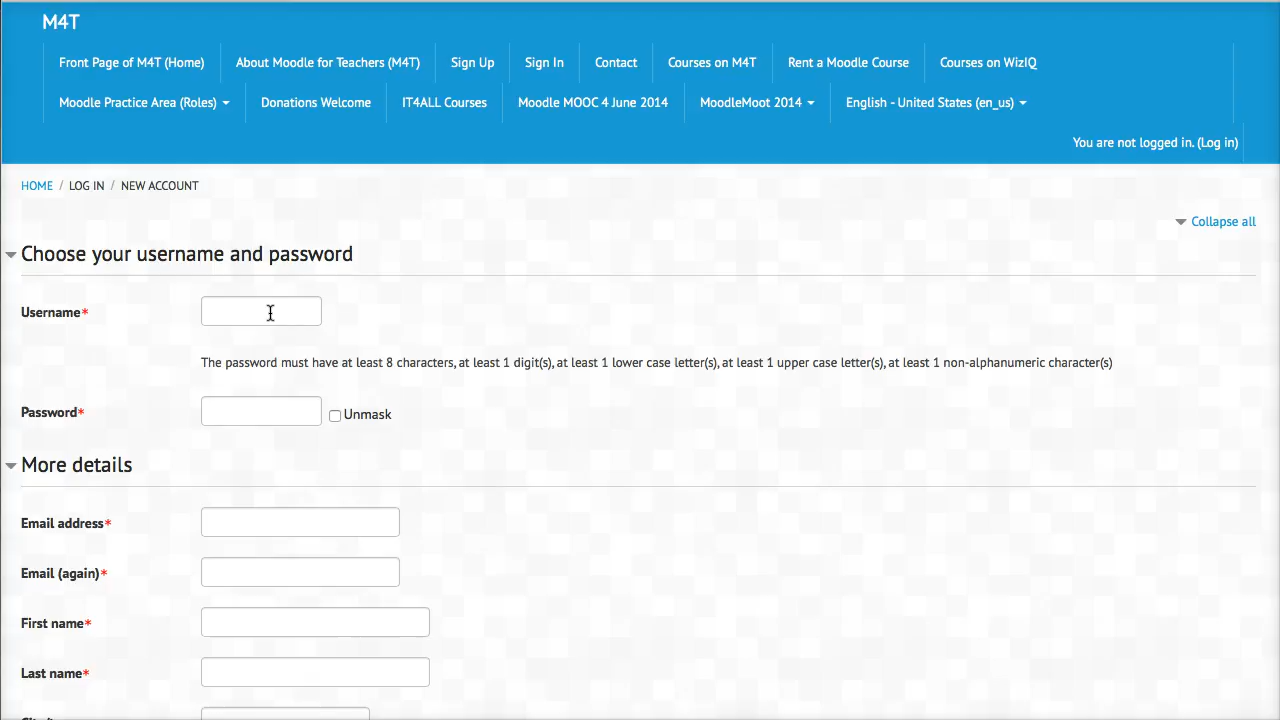 M4T
Front Page of M4T (Home) About Moodle for Teachers (M4T) Sign Up Sign In Contact Courses on M4T Rent a Moodle Course Courses on WizIQ
Moodle Practice Area (Roles) Donations Welcome IT4ALL Courses Moodle MOOC 4 June 2014 MoodleMoot 2014 English - United States (en_us)
You are not logged in. (Log in)
HOME / LOG IN / NEW ACCOUNT
Collapse all
Choose your username and password
Username*
The password must have at least 8 characters, at least 1 digit(s), at least 1 lower case letter(s), at least 1 upper case letter(s), at least 1 non-alphanumeric character(s)
Password* Unmask
More details
Email address*
Email (again)*
First name*
Last name*